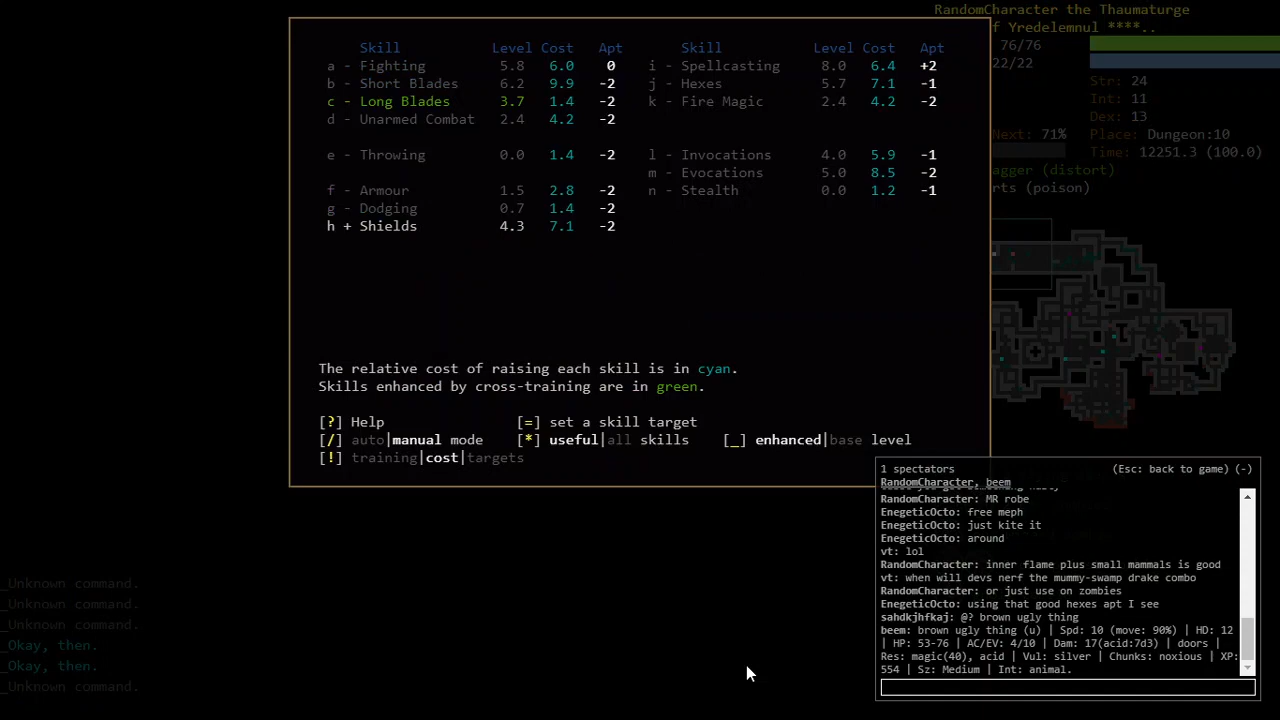 RandomCharacter the Thaumaturge
f Yredelemnul ****..
76/76
22/22
Str: 24
Int: 11
Dex: 13
Next: 71% Place: Dungeon:10
Time: 12251.3 (100.0)
agger (distort)
rts (poison)
Skill Level Cost Apt Skill Level Cost Apt
a - Fighting 5.8 6.0 0 i - Spellcasting 8.0 6.4 +2
b - Short Blades 6.2 9.9 -2 j - Hexes 5.7 7.1 -1
c - Long Blades 3.7 1.4 -2 k - Fire Magic 2.4 4.2 -2
d - Unarmed Combat 2.4 4.2 -2
e - Throwing 0.0 1.4 -2 l - Invocations 4.0 5.9 -1
m - Evocations 5.0 8.5 -2
f - Armour 1.5 2.8 -2 n - Stealth 0.0 1.2 -1
g - Dodging 0.7 1.4 -2
h + Shields 4.3 7.1 -2
The relative cost of raising each skill is in cyan.
Skills enhanced by cross-training are in green.
[?] Help [=] set a skill target
[/] auto|manual mode [*] useful|all skills [_] enhanced|base level
[!] training|cost|targets
_Unknown command.
_Unknown command.
_Unknown command.
_Okay, then.
_Okay, then.
_Unknown command.
1 spectators (Esc: back to game) (-)
RandomCharacter, beem
RandomCharacter: MR robe
EnegeticOcto: free meph
EnegeticOcto: just kite it
EnegeticOcto: around
vt: lol
RandomCharacter: inner flame plus small mammals is good
vt: when will devs nerf the mummy-swamp drake combo
RandomCharacter: or just use on zombies
EnegeticOcto: using that good hexes apt I see
sahdkjhfkaj: @? brown ugly thing
beem: brown ugly thing (u) | Spd: 10 (move: 90%) | HD: 12
| HP: 53-76 | AC/EV: 4/10 | Dam: 17(acid:7d3) | doors |
Res: magic(40), acid | Vul: silver | Chunks: noxious | XP:
554 | Sz: Medium | Int: animal.